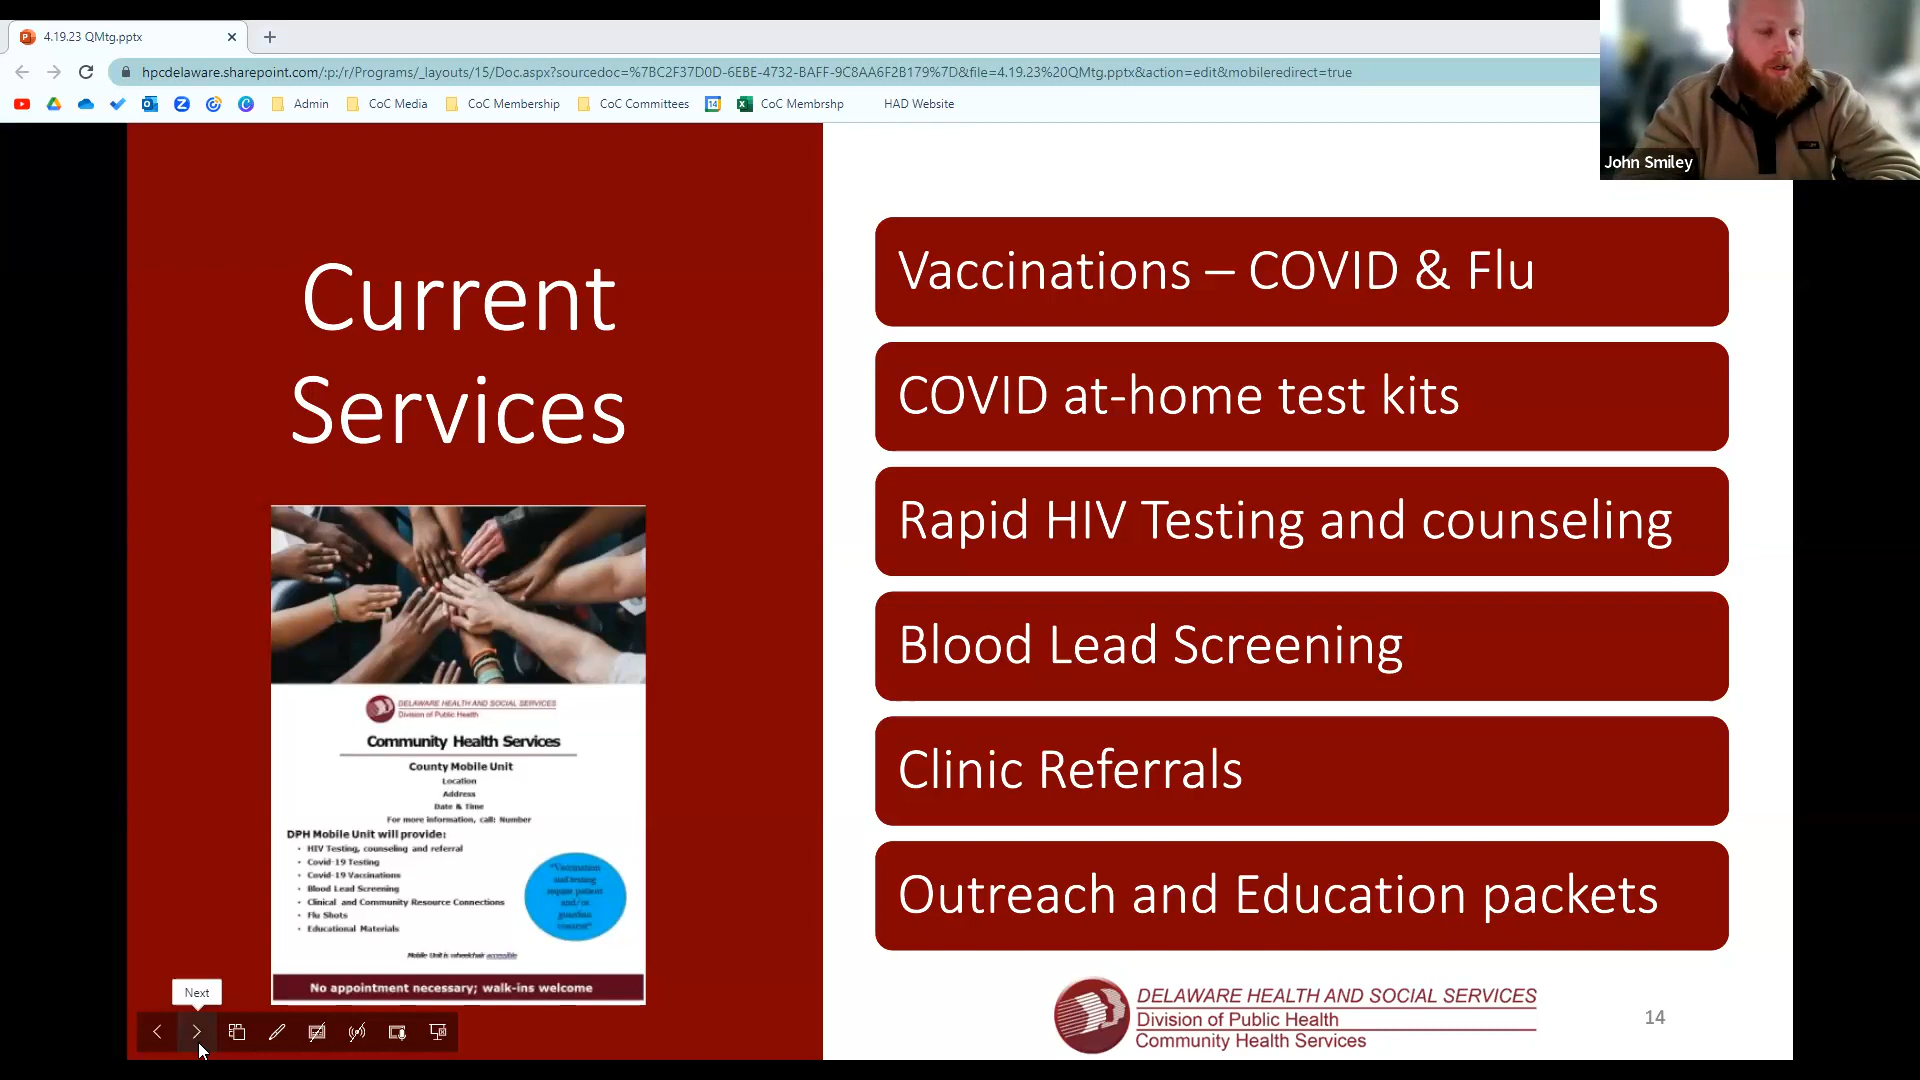 4.19.23 QMtg.pptx
hpcdelaware.sharepoint.com/:p:/r/Programs/_layouts/15/Doc.aspx?sourcedoc=%7BC2F37D0D-6EBE-4732-BAFF-9C8AA6F2B179%7D&file=4.19.23%20QMtg.pptx&action=edit&mobileredirect=true
Admin CoC Media CoC Membership CoC Committees 14 CoC Membrshp HAD Website
John Smiley
Current
Services
DELAWARE HEALTH AND SOCIAL SERVICES
Division of Public Health
Community Health Services
County Mobile Unit
Location
Address
Date & Time
For more information, call: Number
DPH Mobile Unit will provide:
• HIV Testing, counseling and referral
• Covid-19 Testing
• Covid-19 Vaccinations
• Blood Lead Screening
• Clinical and Community Resource Connections
• Flu Shots
• Educational Materials
"Vaccination
and testing
require patient
and/or
guardian
consent"
Mobile Unit is wheelchair accessible
No appointment necessary; walk-ins welcome
Next
Vaccinations – COVID & Flu
COVID at-home test kits
Rapid HIV Testing and counseling
Blood Lead Screening
Clinic Referrals
Outreach and Education packets
DELAWARE HEALTH AND SOCIAL SERVICES
Division of Public Health
Community Health Services
14